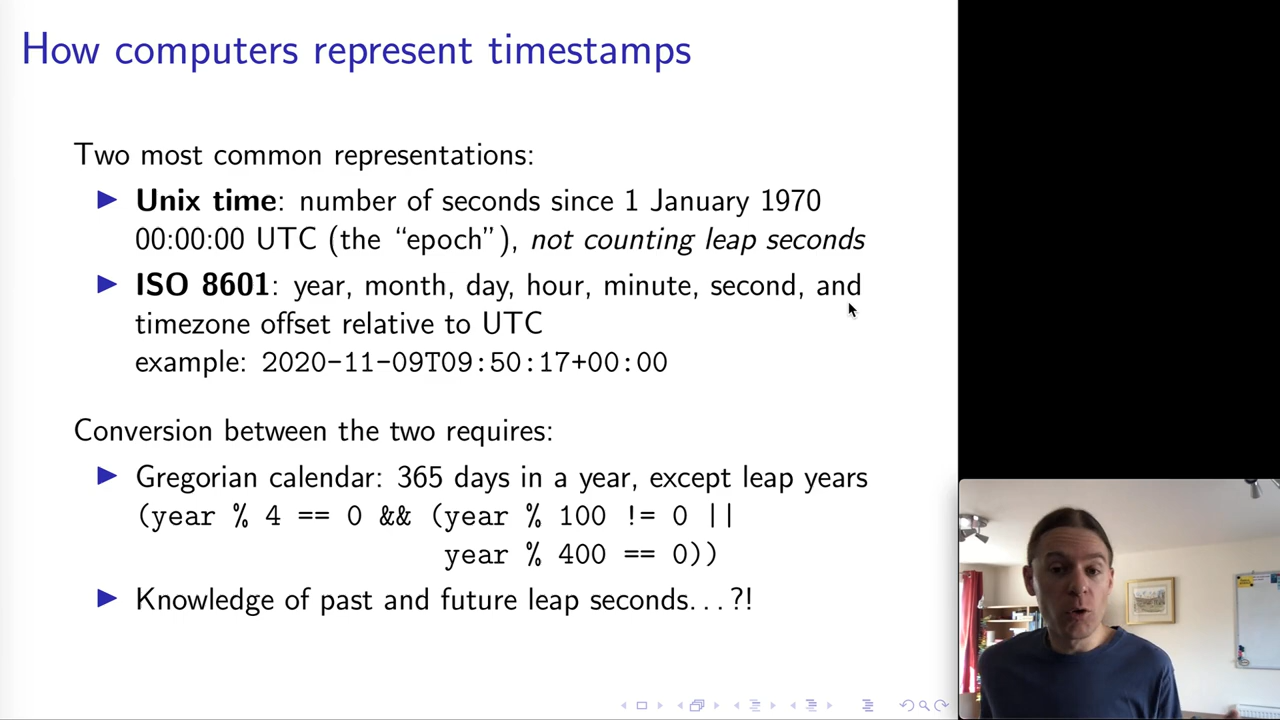 How computers represent timestamps
Two most common representations:
Unix time: number of seconds since 1 January 1970
00:00:00 UTC (the “epoch”), not counting leap seconds
ISO 8601: year, month, day, hour, minute, second, and
timezone offset relative to UTC
example: 2020-11-09T09:50:17+00:00
Conversion between the two requires:
Gregorian calendar: 365 days in a year, except leap years
(year % 4 == 0 && (year % 100 != 0 ||
year % 400 == 0))
Knowledge of past and future leap seconds...?!